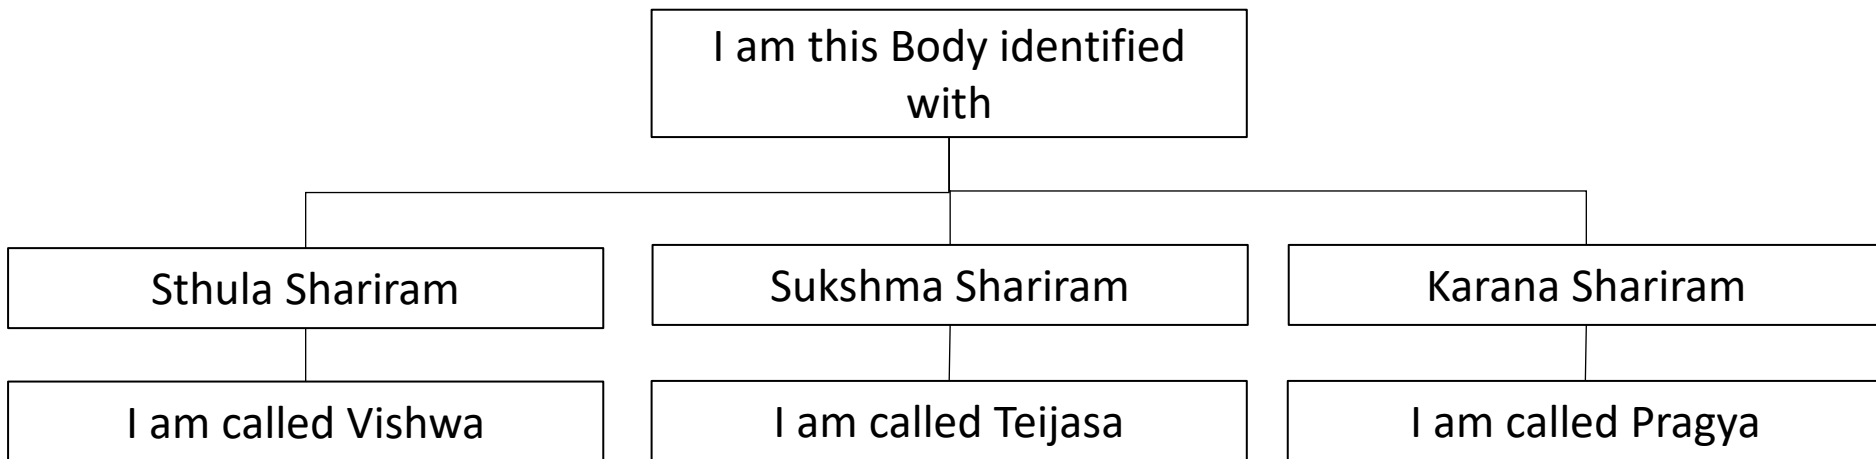 I am this Body identified
with
Sthula Shariram
Sukshma Shariram
Karana Shariram
I am called Vishwa
I am called Teijasa
I am called Pragya